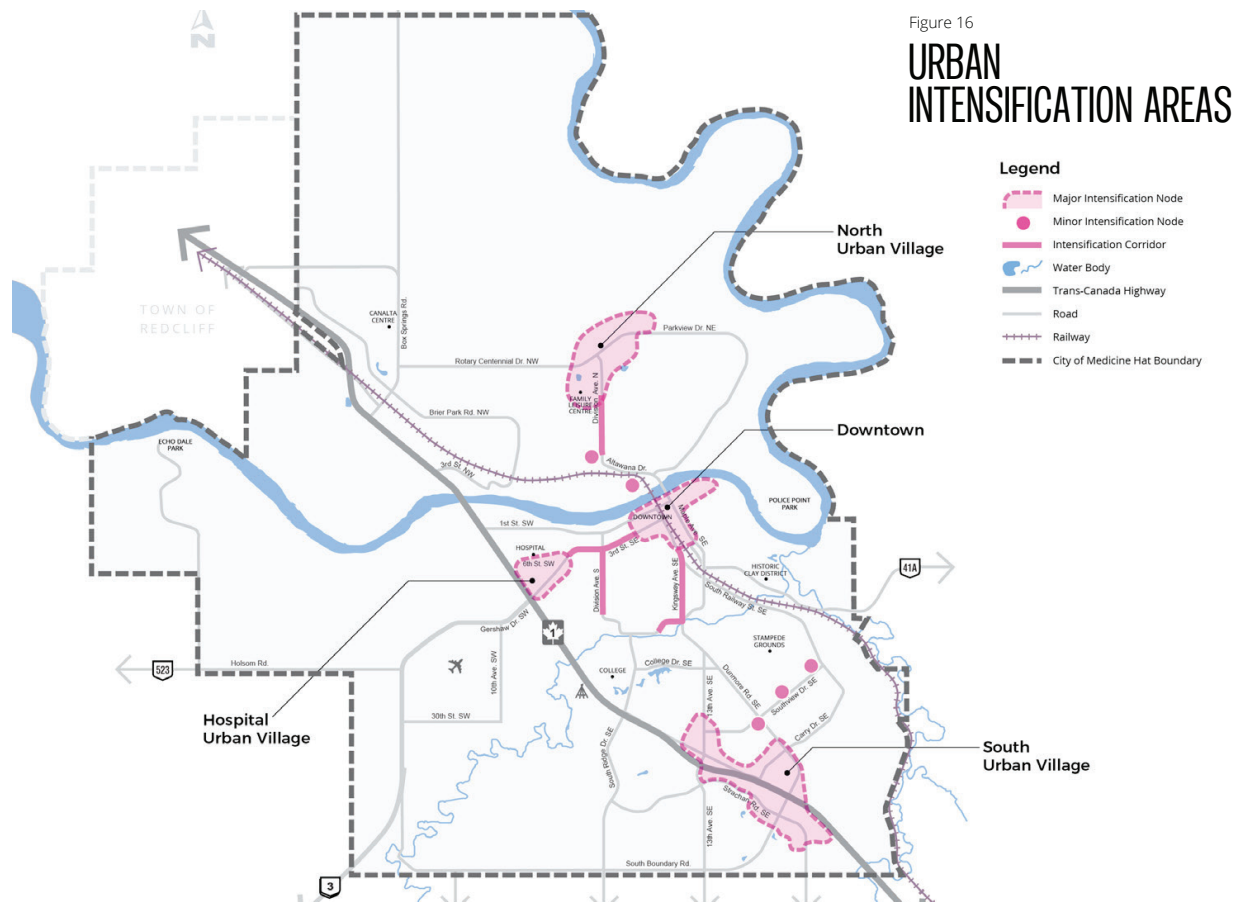 Figure 16
URBAN
INTENSIFICATION AREAS
Legend
Major Intensification Node
Minor Intensification Node
Intensification Corridor
Water Body
Trans-Canada Highway
Road
Railway
City of Medicine Hat Boundary
N
North
Urban Village
TOWN OF
REDCLIFF
CANALTA
CENTRE
Box Springs Rd.
Parkview Dr. NE
Rotary Centennial Dr. NW
Division Ave. N
FAMILY
LEISURE
CENTRE
Brier Park Rd. NW
Downtown
ECHO DALE
PARK
3rd St. NW
Altawana Dr.
POLICE POINT
PARK
DOWNTOWN
Maple Ave. SE
1st St. SW
3rd St. SE
HOSPITAL
6th St. SW
HISTORIC
CLAY DISTRICT
41A
Division Ave. S
Kingsway Ave. SE
South Railway St. SE
Gershaw Dr. SW
1
STAMPEDE
GROUNDS
523
Holsom Rd.
10th Ave. SW
COLLEGE
College Dr. SE
Dunmore Rd. SE
13th Ave. SE
Southview Dr. SE
Hospital
Urban Village
30th St. SW
South Ridge Dr. SE
Carry Dr. SE
South
Urban Village
Strachan Rd. SE
13th Ave. SE
South Boundary Rd.
3